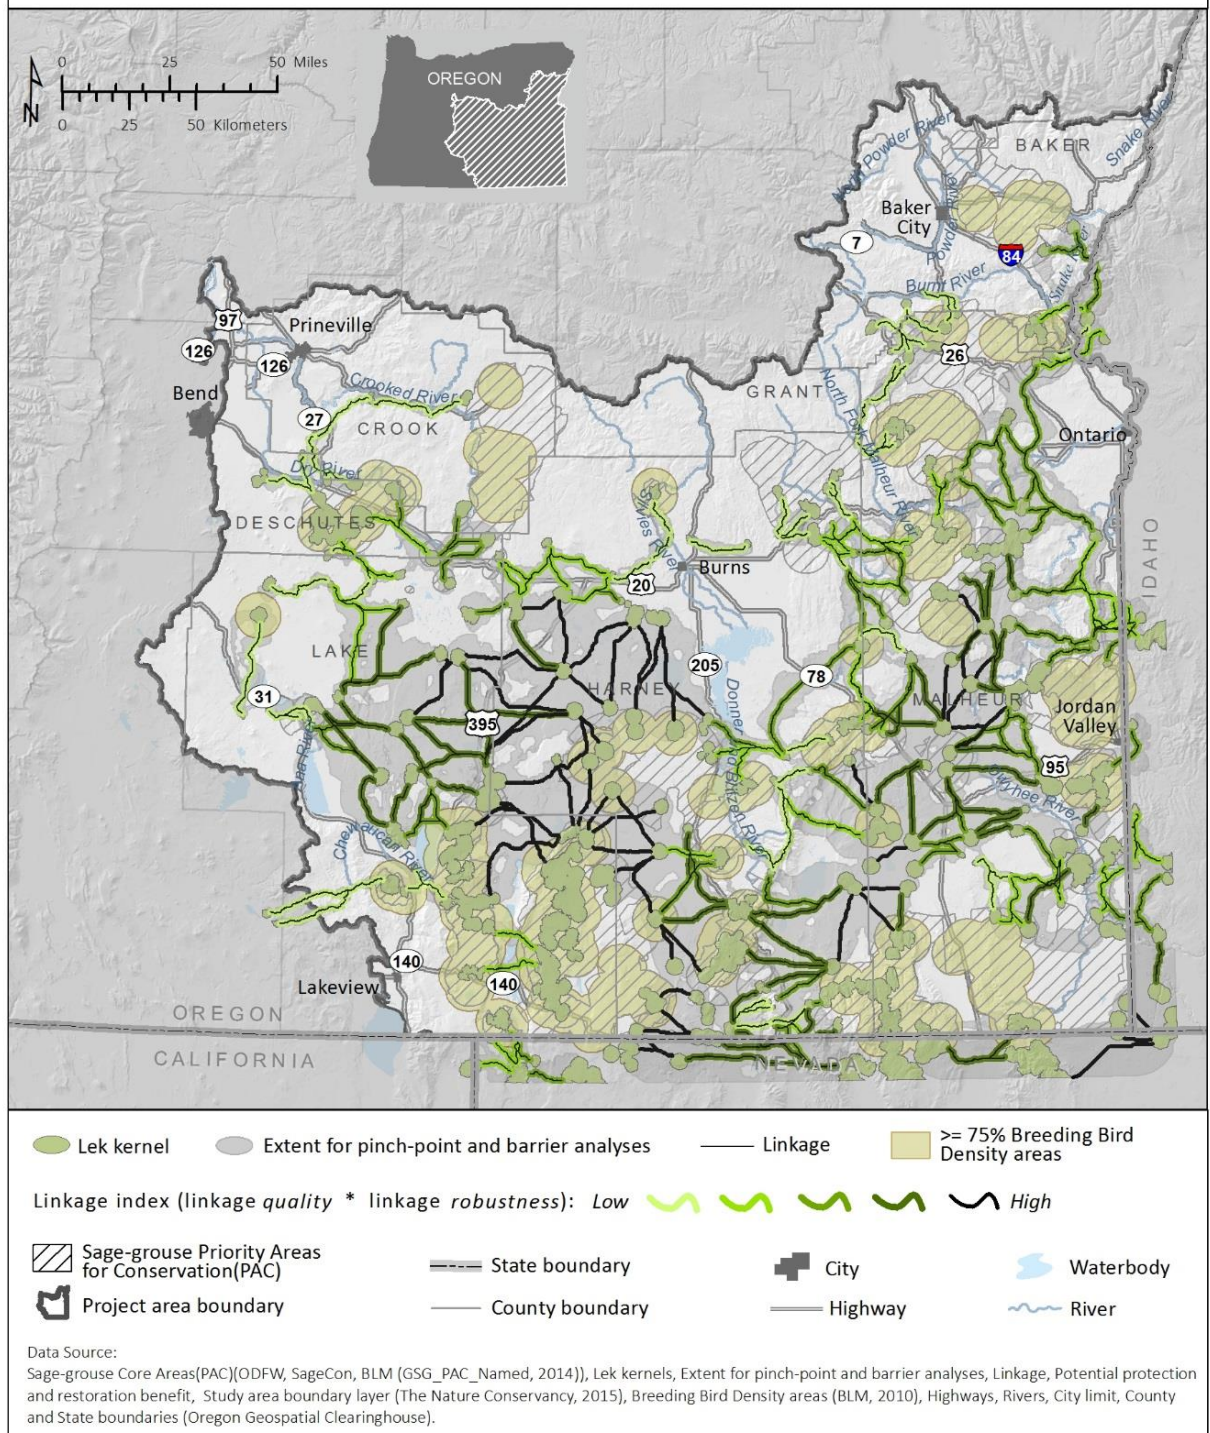 0 25 50 Miles
0 25 50 Kilometers
N
OREGON
BAKER
Snake River
North Powder River
Baker City
Powder River
7
84
Snake River
Burnt River
26
97
Prineville
126
126
Bend
Crooked River
27
CROOK
GRANT
North Fork Malheur River
Ontario
Dry River
DESCHUTES
Silvies River
IDAHO
Burns
20
LAKE
205
78
HARNEY
31
395
MALHEUR
Jordan Valley
Donner und Blitzen River
95
Owyhee River
Ana River
Chewaucan River
140
Lakeview
140
OREGON
CALIFORNIA
NEVADA
Lek kernel
Extent for pinch-point and barrier analyses
Linkage
>= 75% Breeding Bird
Density areas
Linkage index (linkage quality * linkage robustness): Low High
Sage-grouse Priority Areas
for Conservation(PAC)
State boundary
City
Waterbody
Project area boundary
County boundary
Highway
River
Data Source:
Sage-grouse Core Areas(PAC)(ODFW, SageCon, BLM (GSG_PAC_Named, 2014)), Lek kernels, Extent for pinch-point and barrier analyses, Linkage, Potential protection
and restoration benefit, Study area boundary layer (The Nature Conservancy, 2015), Breeding Bird Density areas (BLM, 2010), Highways, Rivers, City limit, County
and State boundaries (Oregon Geospatial Clearinghouse).